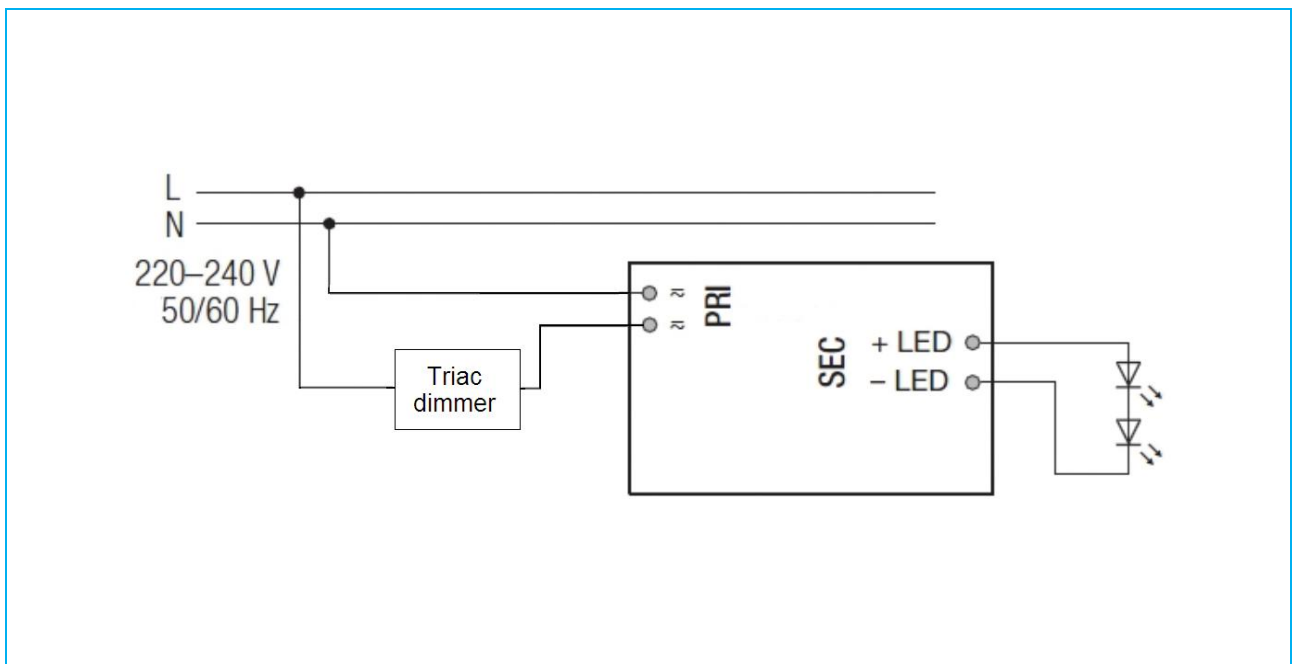 L
N
220–240 V
50/60 Hz
≂
≂
PRI
Triac
dimmer
SEC
+ LED
– LED